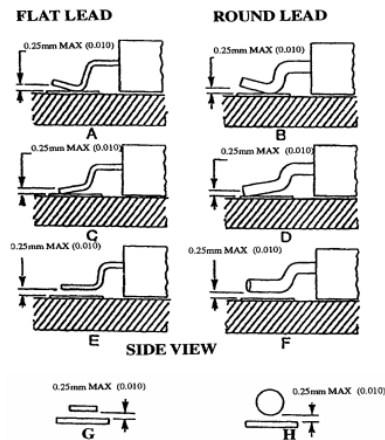 FLAT LEAD ROUND LEAD
0.25mm MAX (0.010) 0.25mm MAX (0.010)
A B
0.25mm MAX (0.010) 0.25mm MAX (0.010)
C D
0.25mm MAX (0.010) 0.25mm MAX (0.010)
E F
SIDE VIEW
0.25mm MAX (0.010) 0.25mm MAX (0.010)
G H